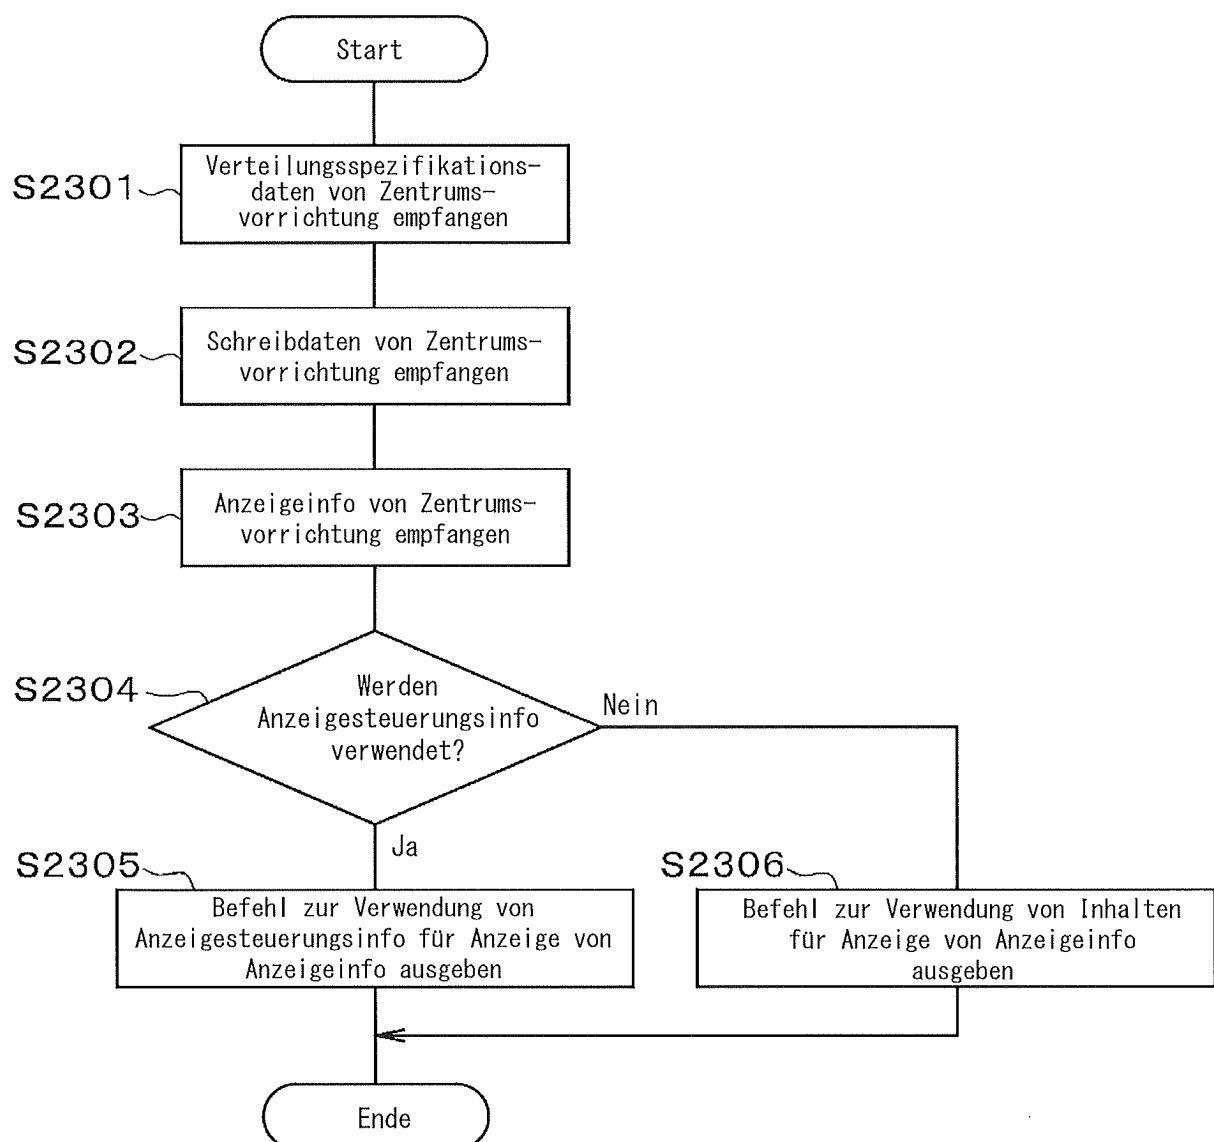 Start
S2301
Verteilungsspezifikations-
daten von Zentrums-
vorrichtung empfangen
S2302
Schreibdaten von Zentrums-
vorrichtung empfangen
S2303
Anzeigeinfo von Zentrums-
vorrichtung empfangen
S2304
Werden
Anzeigesteuerungsinfo
verwendet?
Nein
Ja
S2305
Befehl zur Verwendung von
Anzeigesteuerungsinfo für Anzeige von
Anzeigeinfo ausgeben
S2306
Befehl zur Verwendung von Inhalten
für Anzeige von Anzeigeinfo
ausgeben
Ende